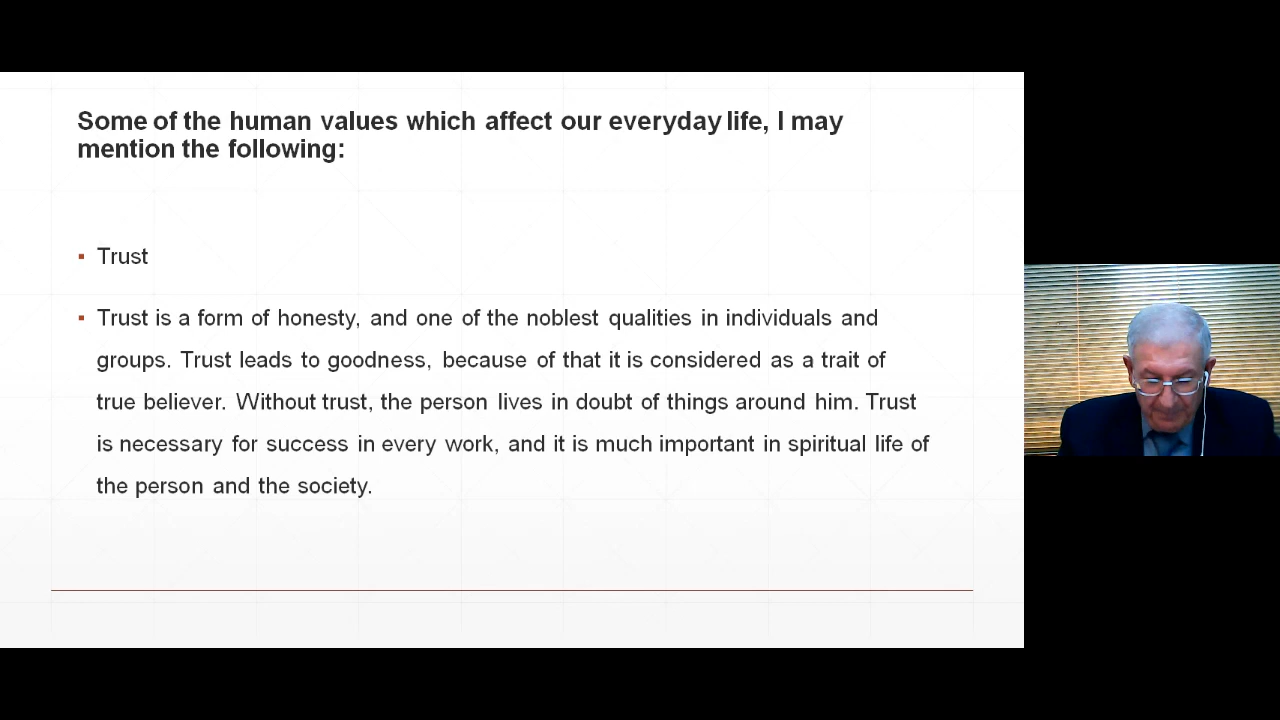 Some of the human values which affect our everyday life, I may
mention the following:
▪ Trust
▪ Trust is a form of honesty, and one of the noblest qualities in individuals and
groups. Trust leads to goodness, because of that it is considered as a trait of
true believer. Without trust, the person lives in doubt of things around him. Trust
is necessary for success in every work, and it is much important in spiritual life of
the person and the society.